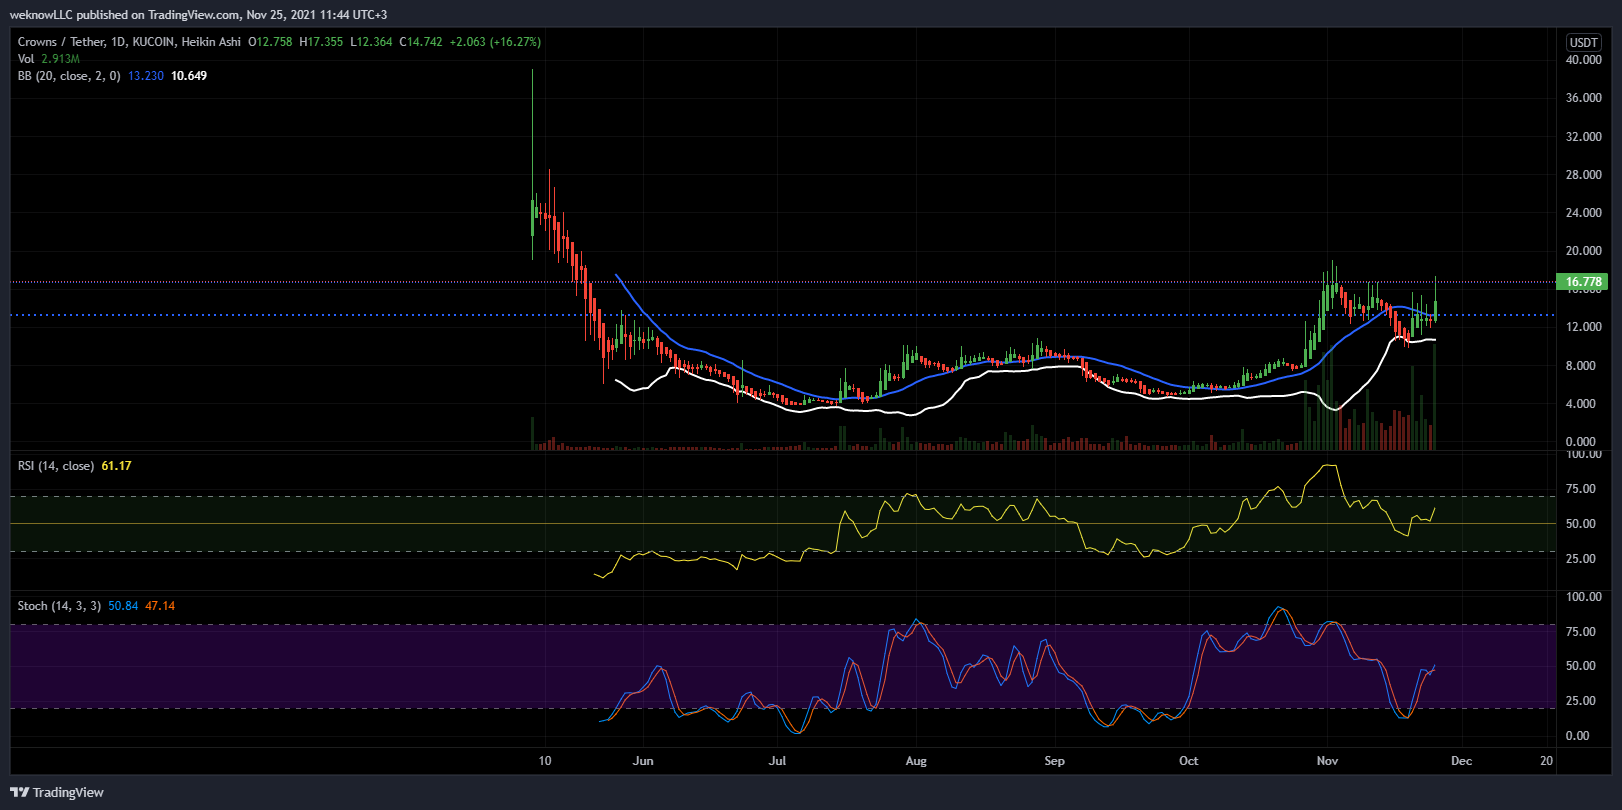 weknowLLC published on TradingView.com, Nov 25, 2021 11:44 UTC+3
Crowns / Tether, 1D, KUCOIN, Heikin Ashi O12.758 H17.355 L12.364 C14.742 +2.063 (+16.27%)
Vol 2.913M
BB (20, close, 2, 0) 13.230 10.649
USDT
40.000
36.000
32.000
28.000
24.000
20.000
16.778
16.000
12.000
8.000
4.000
0.000
RSI (14, close) 61.17
100.00
75.00
50.00
25.00
Stoch (14, 3, 3) 50.84 47.14
100.00
75.00
50.00
25.00
0.00
10 Jun Jul Aug Sep Oct Nov Dec 20
TradingView